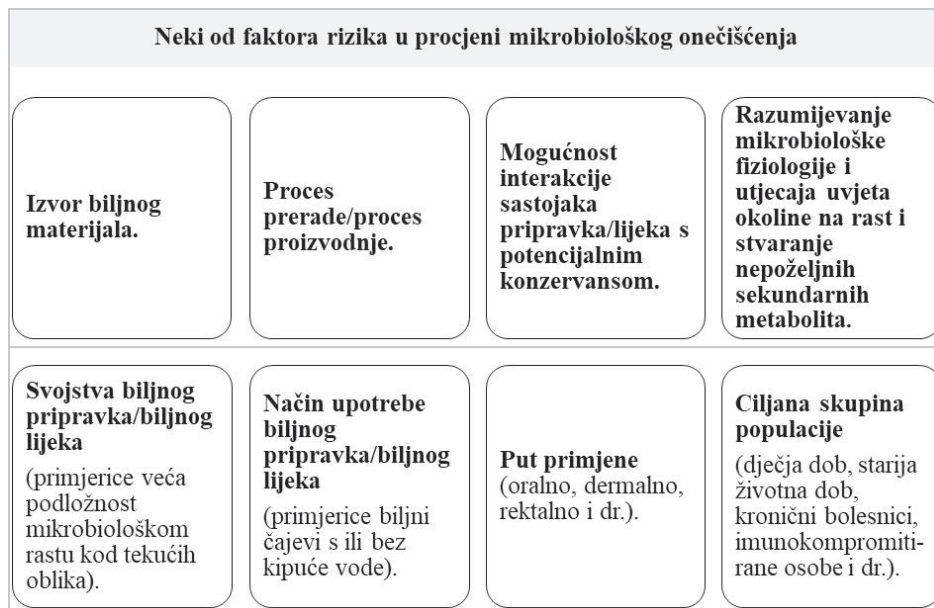 Neki od faktora rizika u procjeni mikrobiološkog onečišćenja
Izvor biljnog
materijala.
Proces
prerade/proces
proizvodnje.
Mogućnost
interakcije
sastojaka
pripravka/lijeka s
potencijalnim
konzervansom.
Razumijevanje
mikrobiološke
fiziologije i
utjecaja uvjeta
okoline na rast i
stvaranje
nepoželjnih
sekundarnih
metabolita.
Svojstva biljnog
pripravka/biljnog
lijeka
(primjerice veća
podložnost
mikrobiološkom
rastu kod tekućih
oblika).
Način upotrebe
biljnog
pripravka/biljnog
lijeka
(primjerice biljni
čajevi s ili bez
kipuće vode).
Put primjene
(oralno, dermalno,
rektalno i dr.).
Ciljana skupina
populacije
(dječja dob, starija
životna dob,
kronični bolesnici,
imunokompromiti-
rane osobe i dr.).